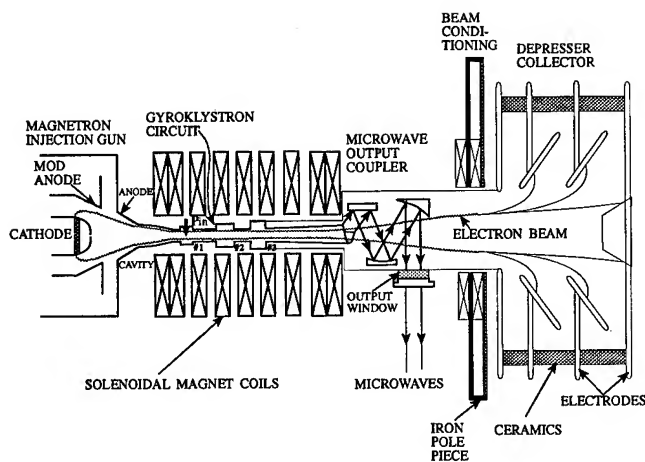 BEAM
CONDI-
TIONING
DEPRESSER
COLLECTOR
GYROKLYSTRON
CIRCUIT
MAGNETRON
INJECTION GUN
MICROWAVE
OUTPUT
COUPLER
MOD
ANODE
ANODE
Pin
CATHODE
#1
#2
#3
ELECTRON BEAM
CAVITY
OUTPUT
WINDOW
SOLENOIDAL MAGNET COILS
MICROWAVES
ELECTRODES
CERAMICS
IRON
POLE
PIECE